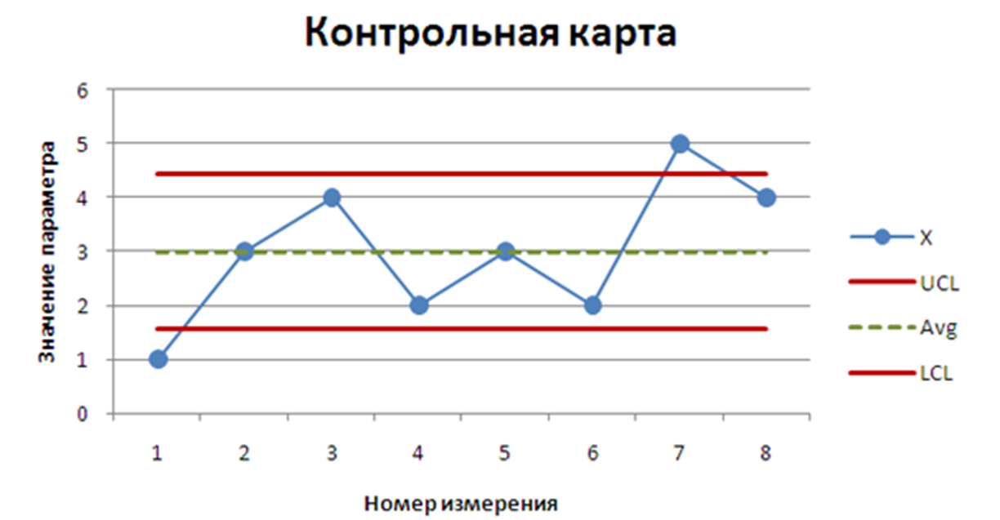 Контрольная карта
6
5
4
3
2
1
0
Значение параметра
1 2 3 4 5 6 7 8
Номер измерения
X
UCL
Avg
LCL